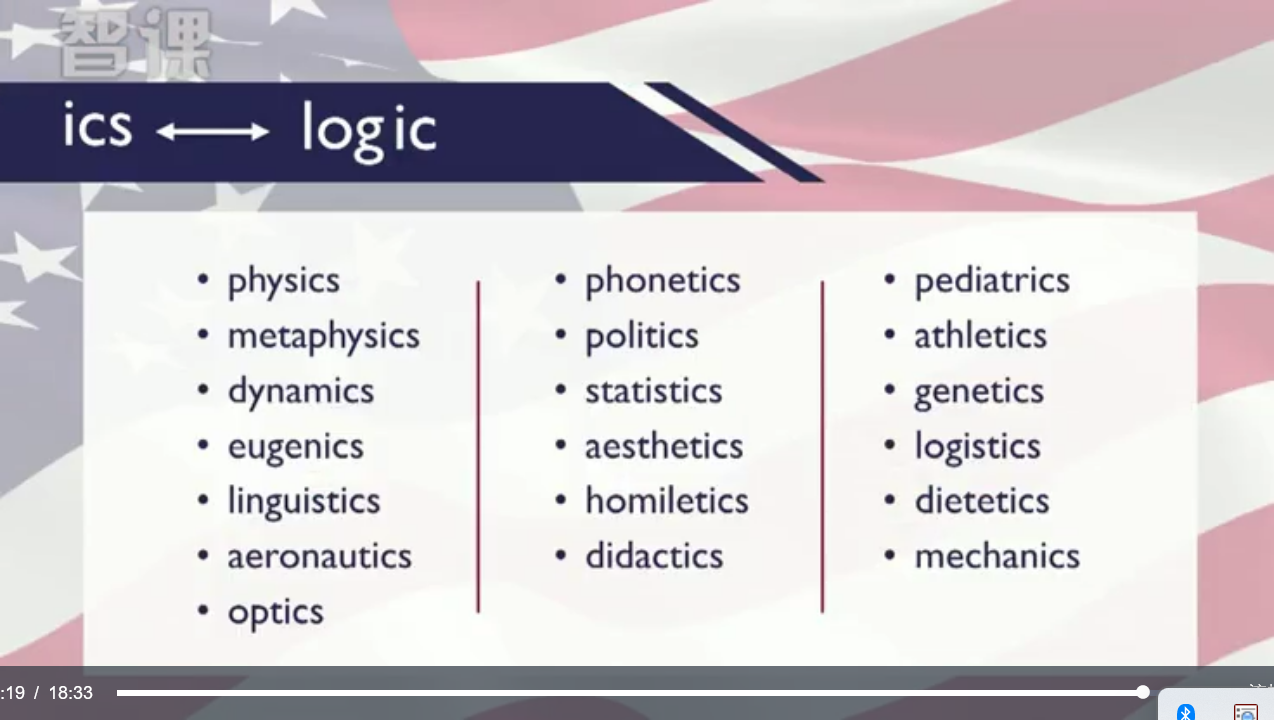 智课
ics ↔ logic
• physics
• metaphysics
• dynamics
• eugenics
• linguistics
• aeronautics
• optics
• phonetics
• politics
• statistics
• aesthetics
• homiletics
• didactics
• pediatrics
• athletics
• genetics
• logistics
• dietetics
• mechanics
:19 / 18:33